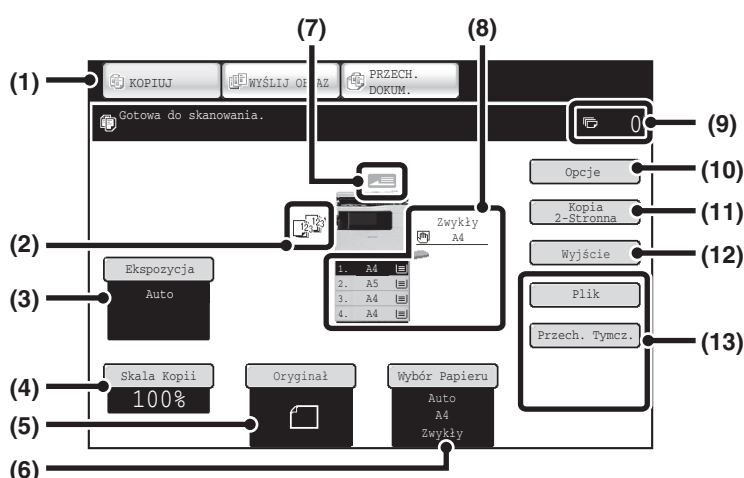 (7)
(8)
(1)
KOPIUJ
WYŚLIJ OBRAZ
PRZECH.
DOKUM.
Gotowa do skanowania.
0
(9)
Opcje
(10)
Kopia
2-Stronna
(11)
(2)
Zwykły
A4
Wyjście
(12)
Ekspozycja
Auto
(3)
1. A4
2. A5
3. A4
4. A4
Plik
Przech. Tymcz.
(13)
Skala Kopii
100%
(4)
Oryginał
(5)
Wybór Papieru
Auto
A4
Zwykły
(6)